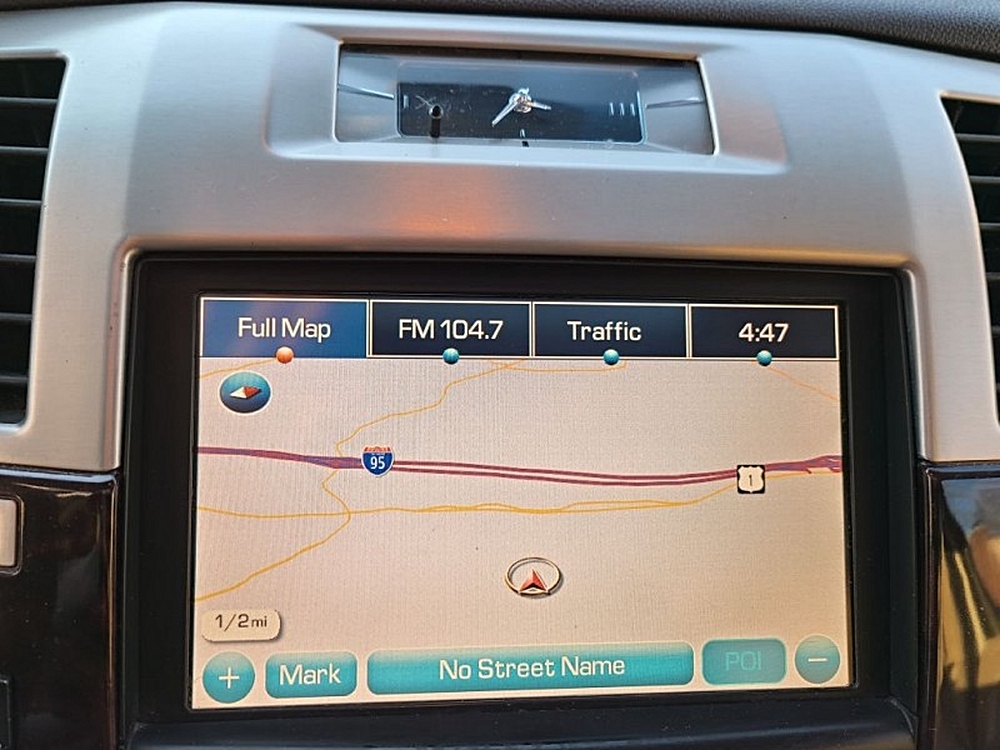 Full Map
FM 104.7
Traffic
4:47
95
1
1/2mi
+
Mark
No Street Name
POI
−